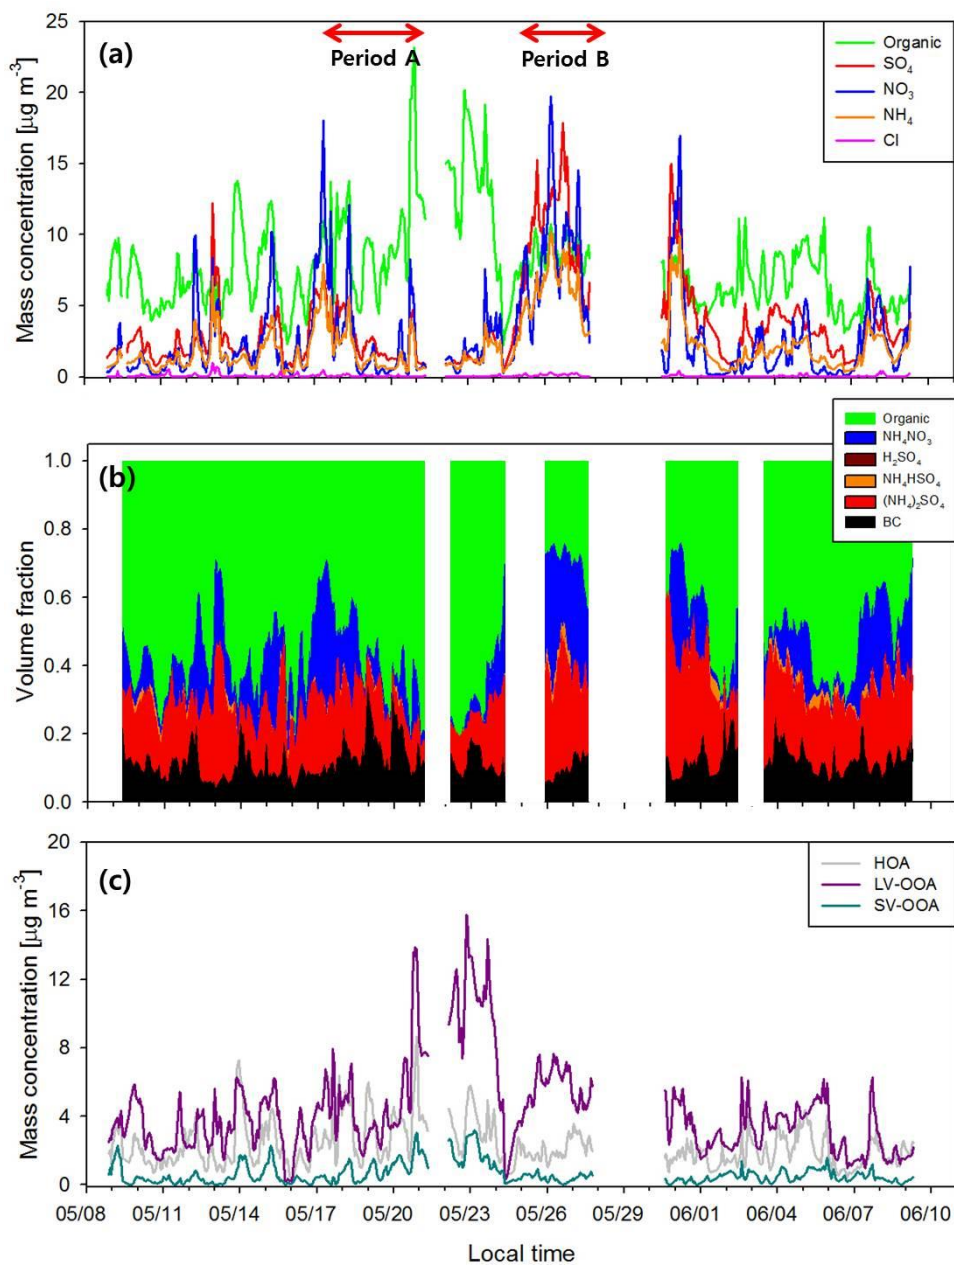 (a)
Period A
Period B
Organic
SO₄
NO₃
NH₄
Cl
Mass concentration [µg m⁻³]
25
20
15
10
5
0
(b)
Organic
NH₄NO₃
H₂SO₄
NH₄HSO₄
(NH₄)₂SO₄
BC
Volume fraction
1.0
0.8
0.6
0.4
0.2
0.0
(c)
HOA
LV-OOA
SV-OOA
Mass concentration [µg m⁻³]
20
16
12
8
4
0
05/08 05/11 05/14 05/17 05/20 05/23 05/26 05/29 06/01 06/04 06/07 06/10
Local time